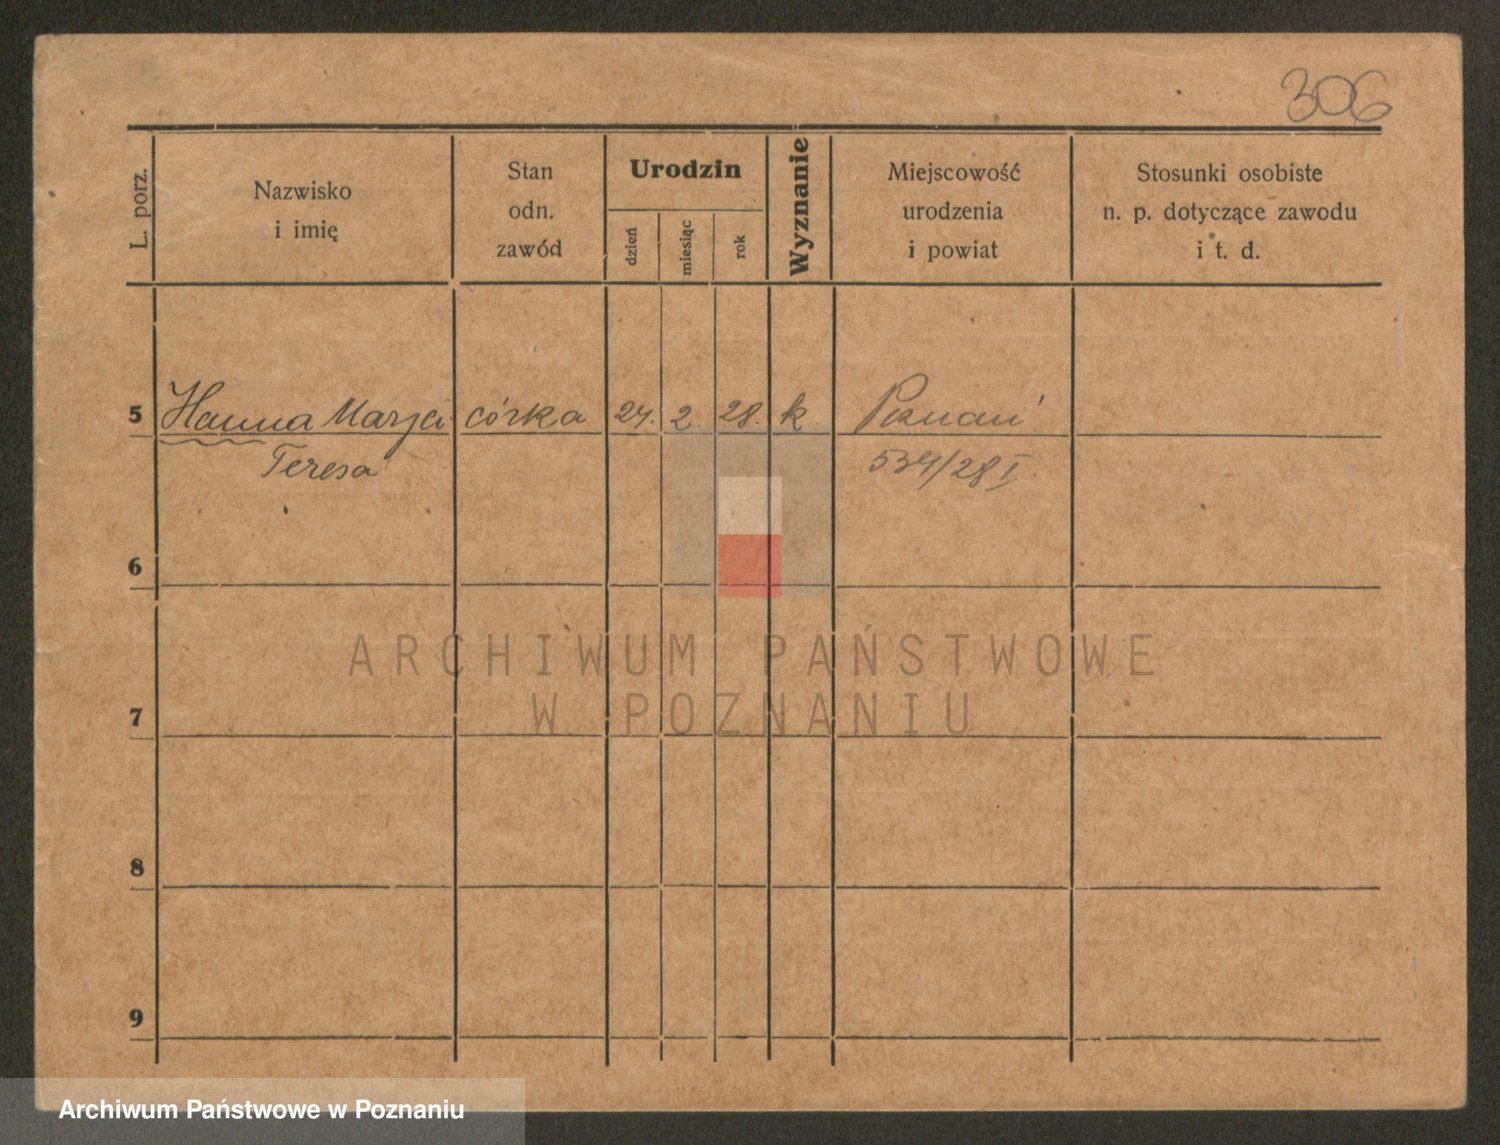 306
L. porz.
Nazwisko
i imię
Stan
odn.
zawód
Urodzin
dzień
miesiąc
rok
Wyznanie
Miejscowość
urodzenia
i powiat
Stosunki osobiste
n. p. dotyczące zawodu
i t. d.
5 Hanna Marja córka 24. 2. 28. k Poznań
Teresa 534/28 I.
6
7
8
9
ARCHIWUM PAŃSTWOWE
W POZNANIU
Archiwum Państwowe w Poznaniu